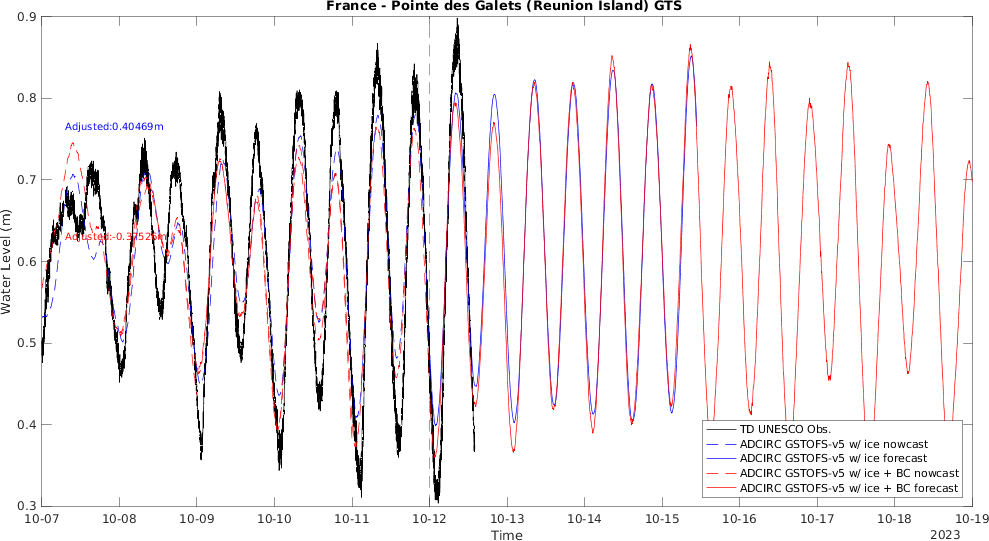 France - Pointe des Galets (Reunion Island) GTS
Water Level (m)
0.9
0.8
0.7
0.6
0.5
0.4
0.3
Adjusted:0.40469m
TD UNESCO Obs.
ADCIRC GSTOFS-v5 w/ ice nowcast
ADCIRC GSTOFS-v5 w/ ice forecast
ADCIRC GSTOFS-v5 w/ ice + BC nowcast
ADCIRC GSTOFS-v5 w/ ice + BC forecast
10-07 10-08 10-09 10-10 10-11 10-12 10-13 10-14 10-15 10-16 10-17 10-18 10-19
Time
2023